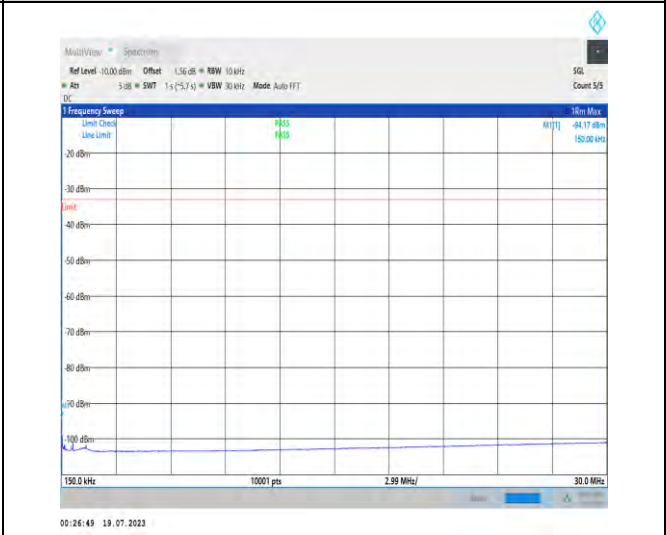 MultiView Spectrum
Ref Level -10.00 dBm Offset 1.56 dB RBW 10 kHz SGL
Att 5 dB SWT 1 s (~5.7 s) VBW 30 kHz Mode Auto FFT Count 5/5
DC
1 Frequency Sweep 1Rm Max
Limit Check PASS M1[1] -94.17 dBm
Line Limit PASS 150.00 kHz
-20 dBm
-30 dBm
Limit
-40 dBm
-50 dBm
-60 dBm
-70 dBm
-80 dBm
-90 dBm
-100 dBm
150.0 kHz 10001 pts 2.99 MHz/ 30.0 MHz
00:26:49 19.07.2023